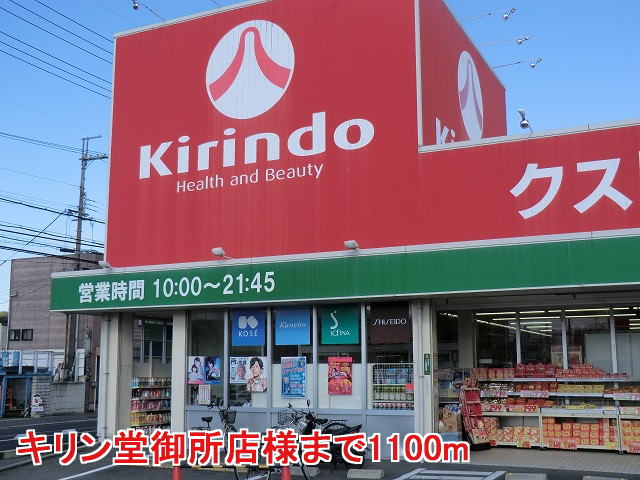 Kirindo
Health and Beauty
クス
営業時間 10:00～21:45
KOSÉ
Kanebo
SOFINA
SHISEIDO
キリン堂御所店様まで1100m